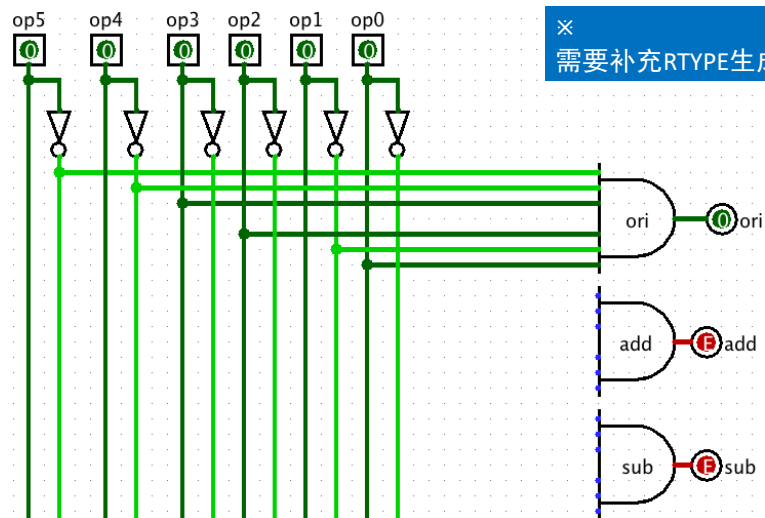 op5 op4 op3 op2 op1 op0
0 0 0 0 0 0
※
需要补充RTYPE生
ori 0 ori
add E add
sub E sub